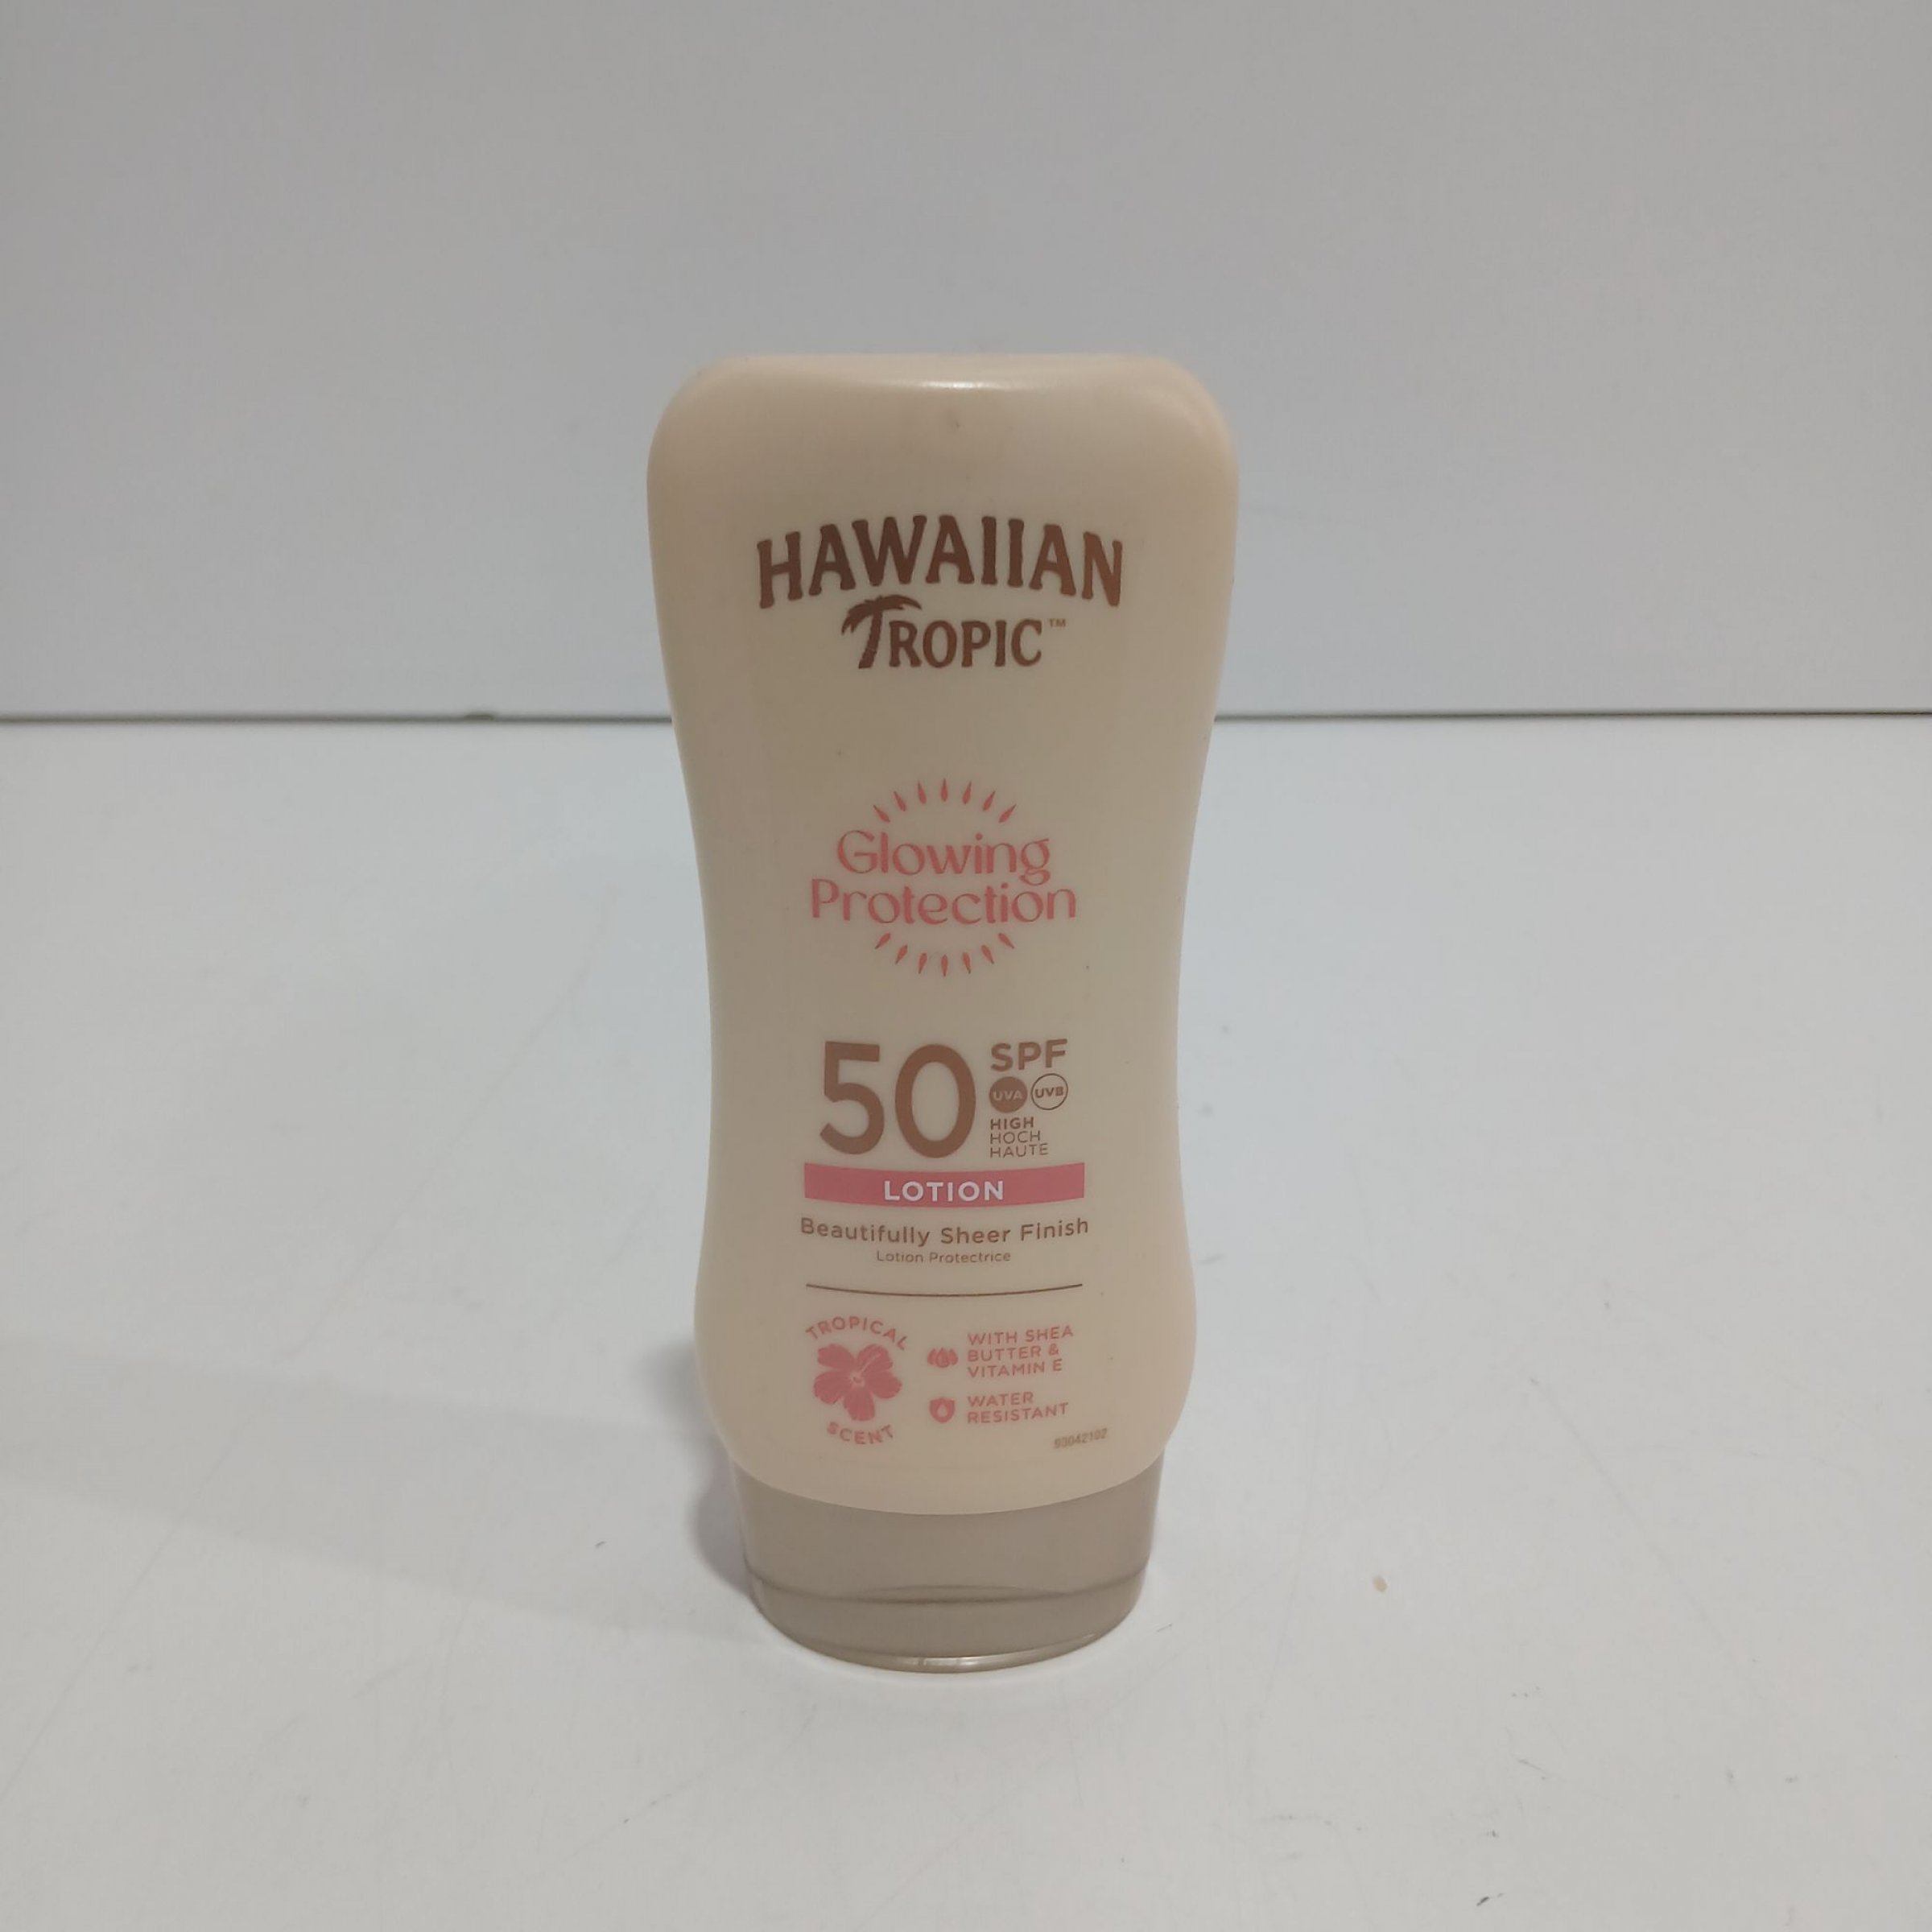 HAWAIIAN
TROPIC™
Glowing
Protection
50 SPF
UVA UVB
HIGH
HOCH
HAUTE
LOTION
Beautifully Sheer Finish
Lotion Protectrice
TROPICAL
SCENT
WITH SHEA
BUTTER &
VITAMIN E
WATER
RESISTANT
93042102